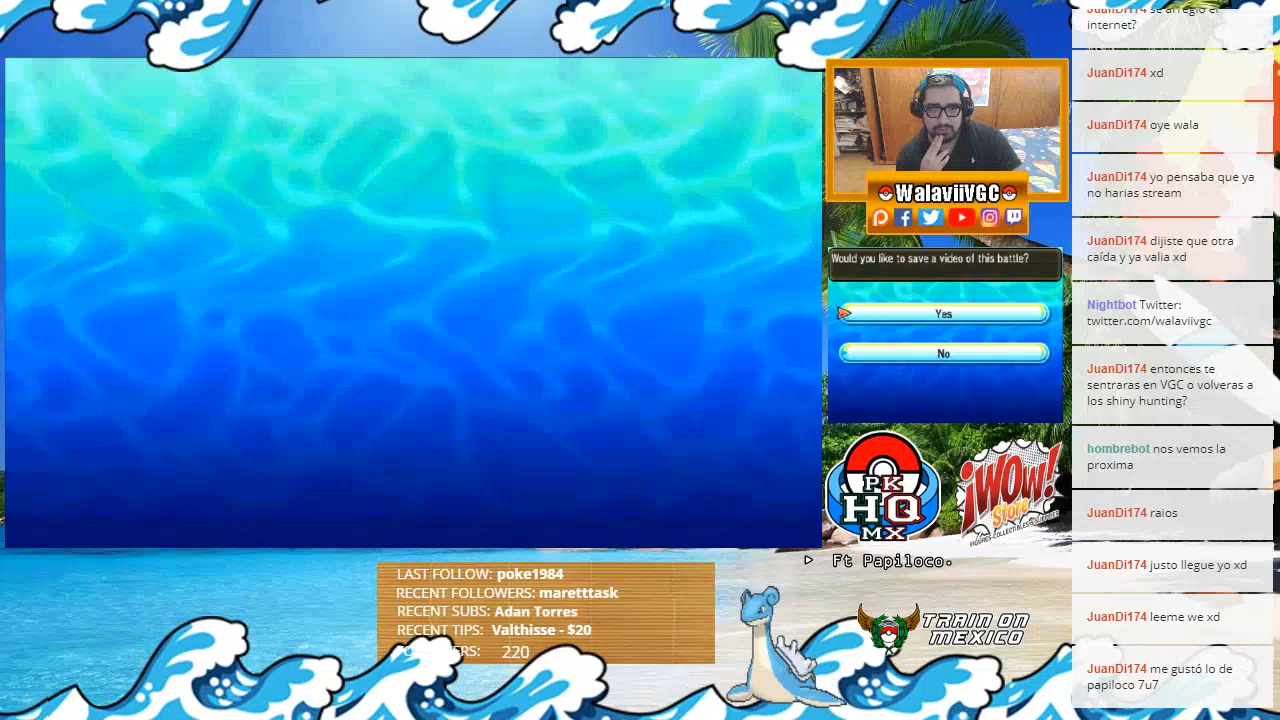 WalaviiVGC
Would you like to save a video of this battle?
Yes
No
PK
HQ
MX
¡WOW!
Store
Ft Papiloco.
LAST FOLLOW: poke1984
RECENT FOLLOWERS: maretttask
RECENT SUBS: Adan Torres
RECENT TIPS: Valthisse - $20
220
TRAIN ON
MEXICO
JuanDi174 se arregló el
internet?
JuanDi174 xd
JuanDi174 oye wala
JuanDi174 yo pensaba que ya
no harias stream
JuanDi174 dijiste que otra
caída y ya valia xd
Nightbot Twitter:
twitter.com/walaviivgc
JuanDi174 entonces te
sentraras en VGC o volveras a
los shiny hunting?
hombrebot nos vemos la
proxima
JuanDi174 raios
JuanDi174 justo llegue yo xd
JuanDi174 leeme we xd
JuanDi174 me gustó lo de
papiloco 7u7